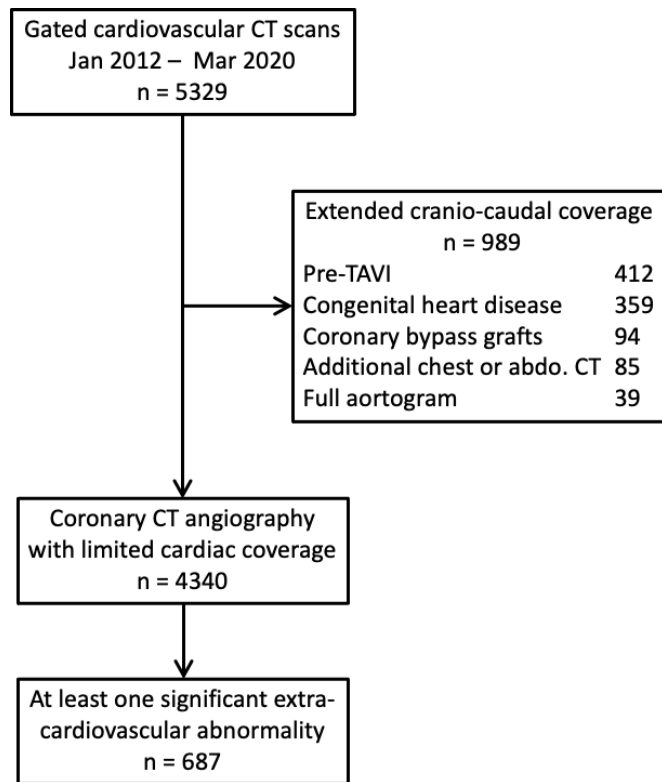 Gated cardiovascular CT scans
Jan 2012 – Mar 2020
n = 5329
Extended cranio-caudal coverage
n = 989
Pre-TAVI 412
Congenital heart disease 359
Coronary bypass grafts 94
Additional chest or abdo. CT 85
Full aortogram 39
Coronary CT angiography
with limited cardiac coverage
n = 4340
At least one significant extra-
cardiovascular abnormality
n = 687